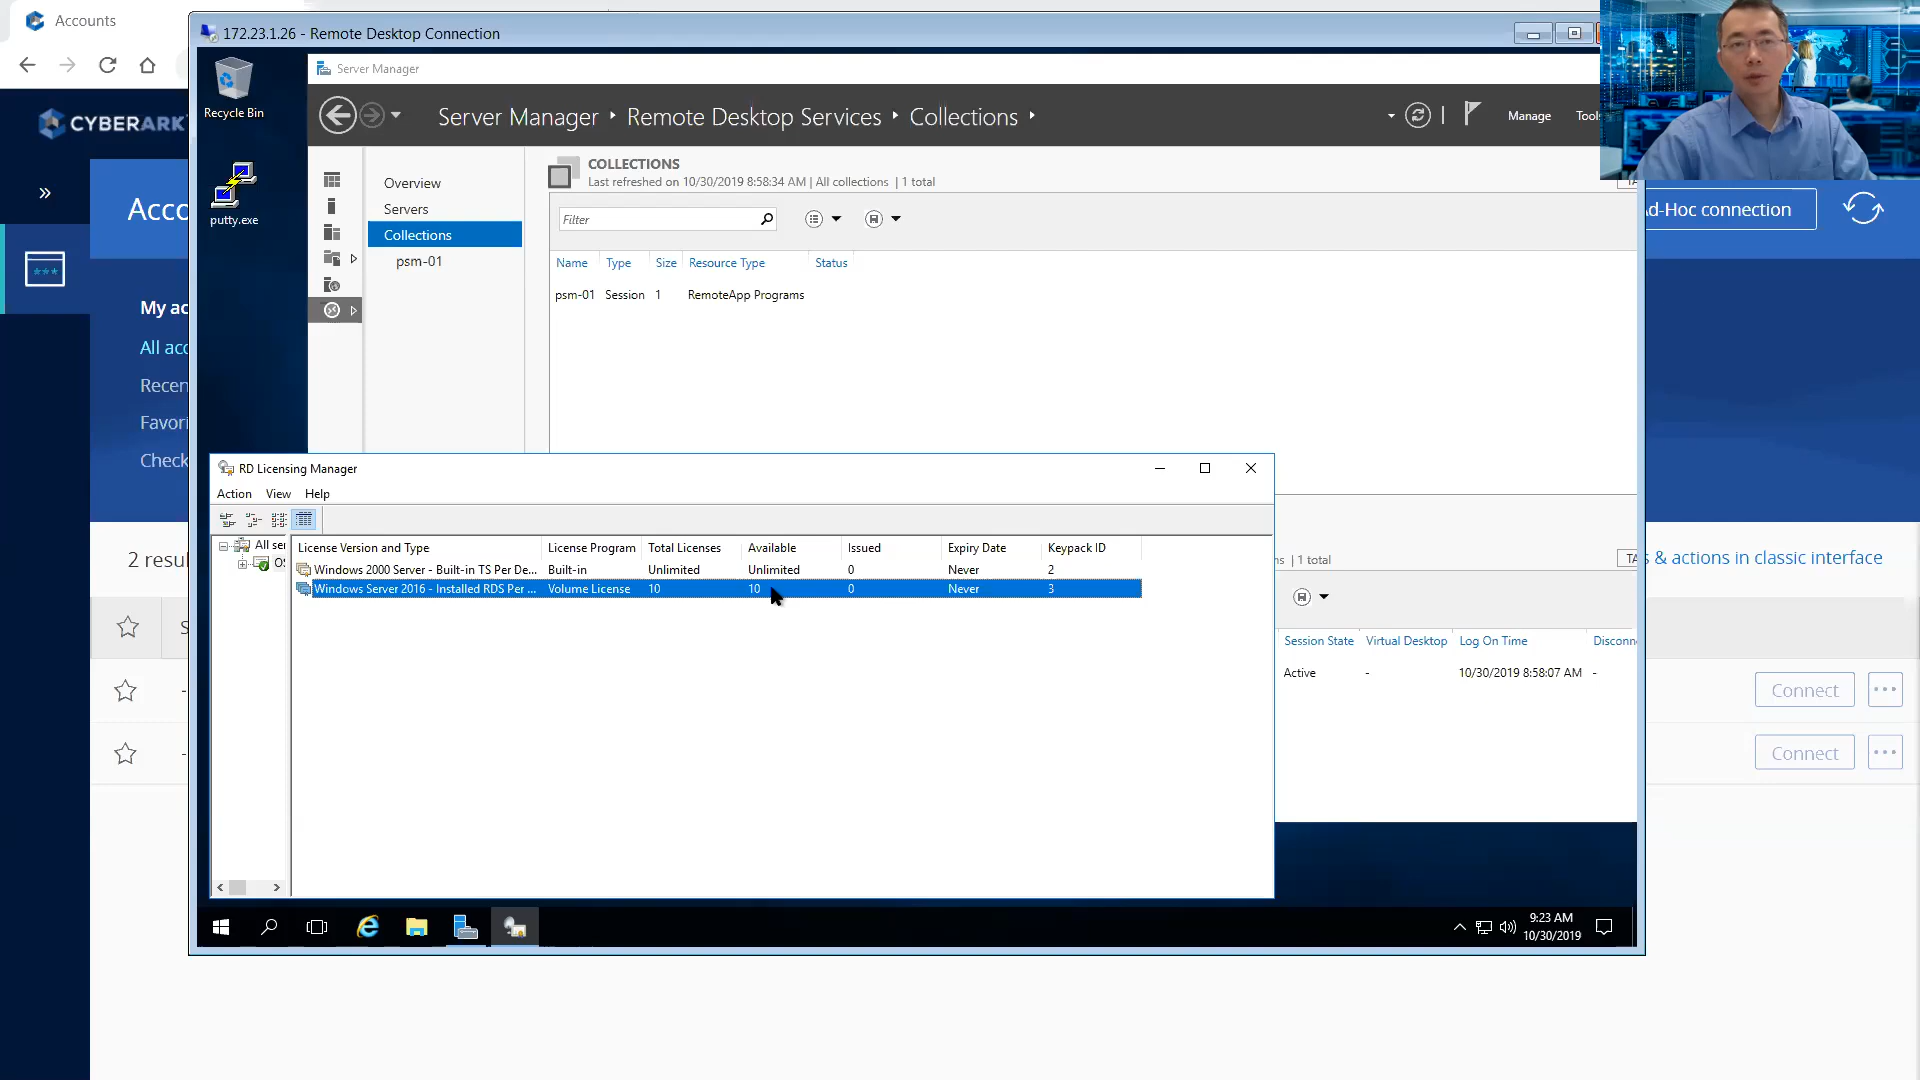 Accounts
172.23.1.26 - Remote Desktop Connection
Recycle Bin
putty.exe
Server Manager
Server Manager Remote Desktop Services Collections
Manage
CYBERARK
My
All
Recen
Favori
Check
Overview
Servers
Collections
psm-01
COLLECTIONS
Last refreshed on 10/30/2019 8:58:34 AM | All collections | 1 total
Filter
Name Type Size Resource Type Status
psm-01 Session 1 RemoteApp Programs
d-Hoc connection
RD Licensing Manager
Action View Help
All ser
License Version and Type License Program Total Licenses Available Issued Expiry Date Keypack ID
Windows 2000 Server - Built-in TS Per De... Built-in Unlimited Unlimited 0 Never 2
Windows Server 2016 - Installed RDS Per ... Volume License 10 10 0 Never 3
2 resul
| 1 total
TA
& actions in classic interface
Session State Virtual Desktop Log On Time Disconn
Active - 10/30/2019 8:58:07 AM -
Connect
Connect
9:23 AM
10/30/2019